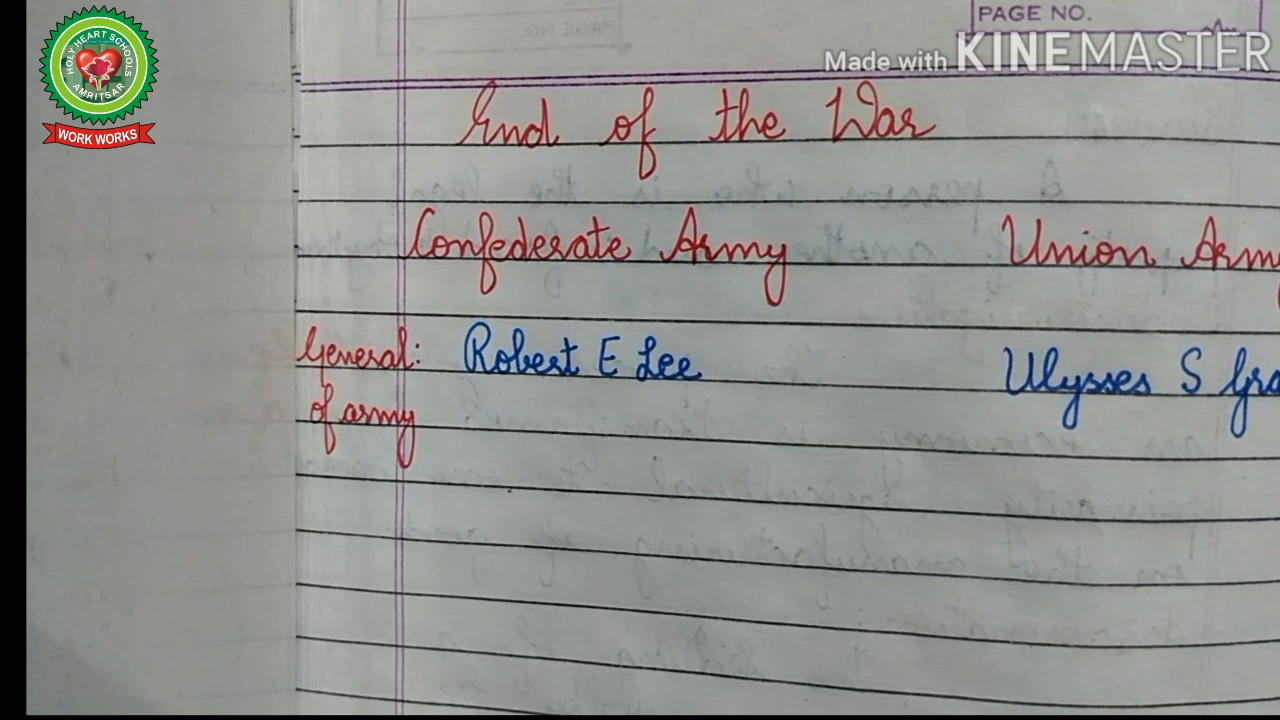 HOLY HEART SCHOOLS
AMRITSAR
WORK WORKS
PAGE NO.
Made with KINEMASTER
End of the War
Confederate Army Union Army
General: Robert E Lee Ulysses S Gra
of army